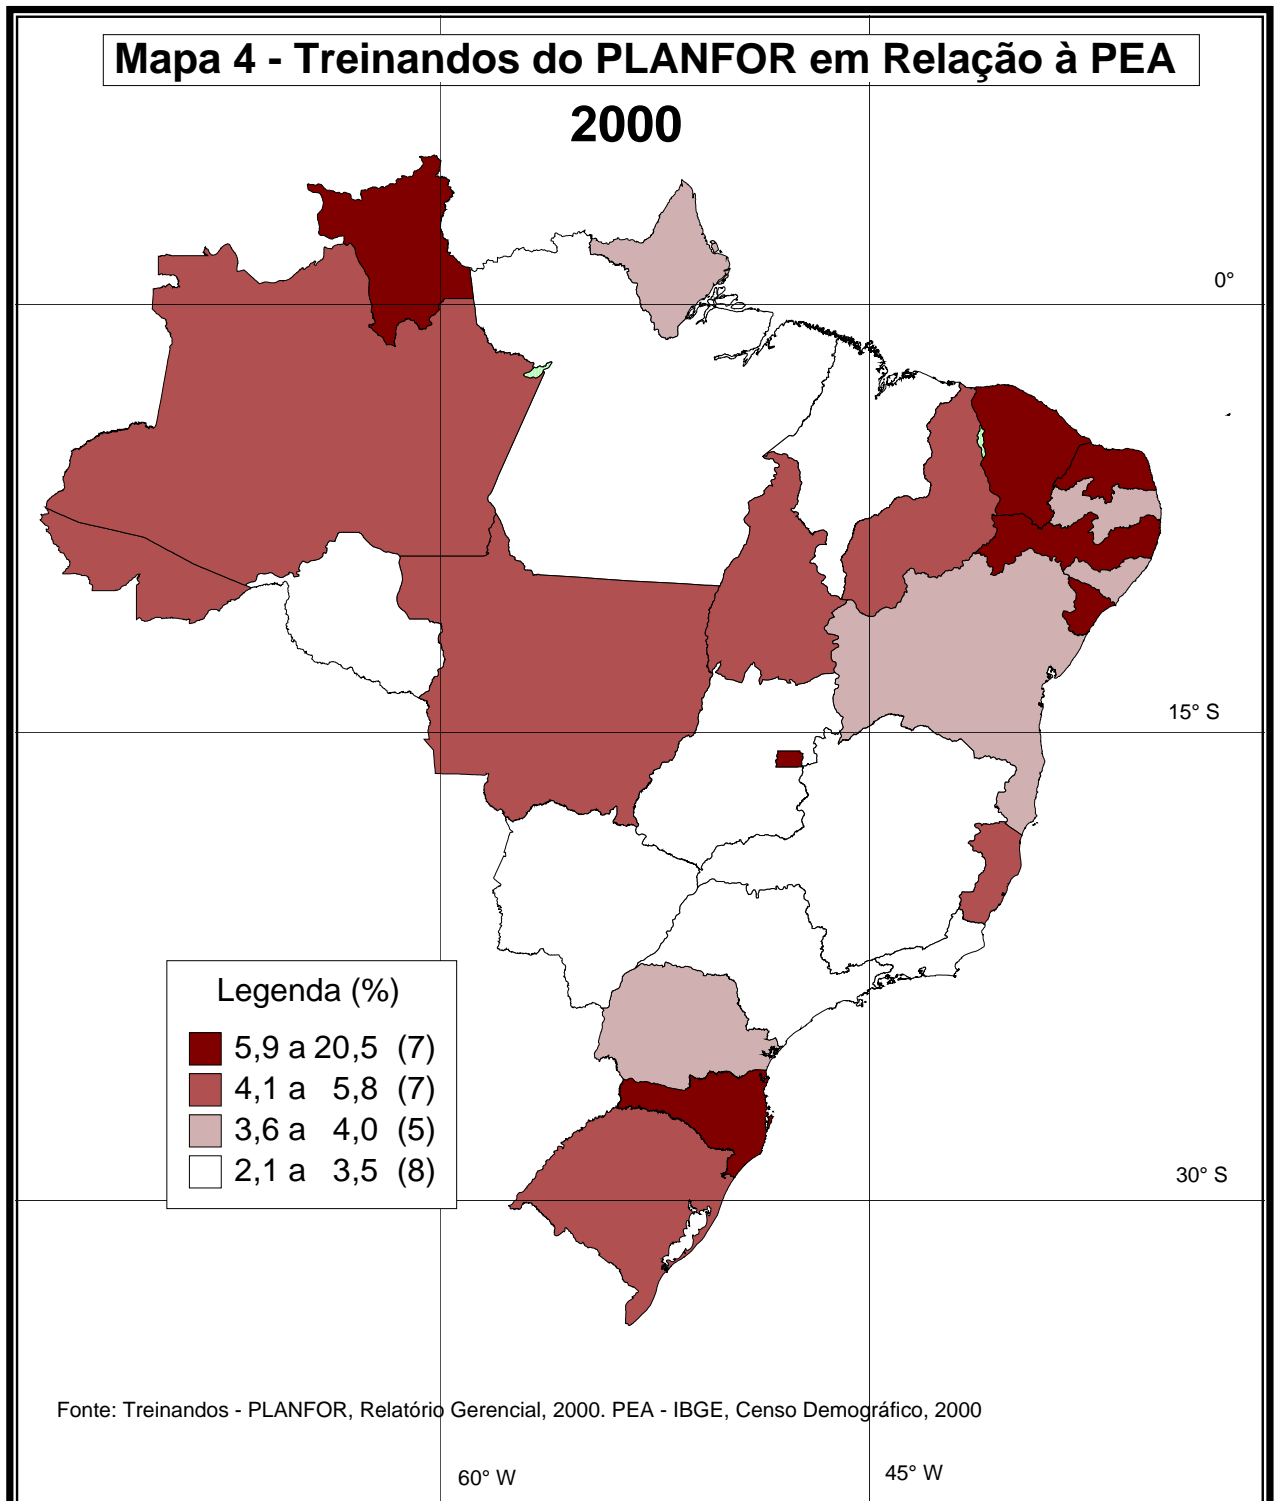 Mapa 4 - Treinandos do PLANFOR em Relação à PEA
2000
0°
15° S
Legenda (%)
5,9 a 20,5 (7)
4,1 a 5,8 (7)
3,6 a 4,0 (5)
2,1 a 3,5 (8)
30° S
Fonte: Treinandos - PLANFOR, Relatório Gerencial, 2000. PEA - IBGE, Censo Demográfico, 2000
60° W
45° W